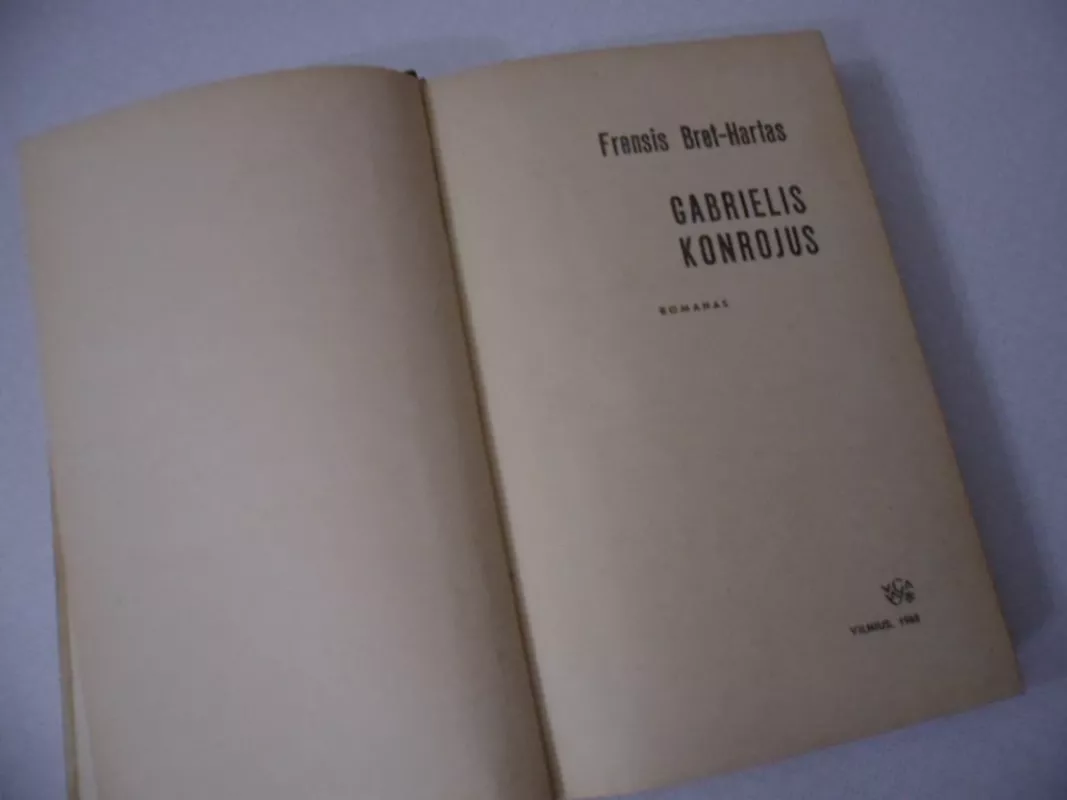 Frensis Bret-Hartas
GABRIELIS
KONROJUS
ROMANAS
VILNIUS,